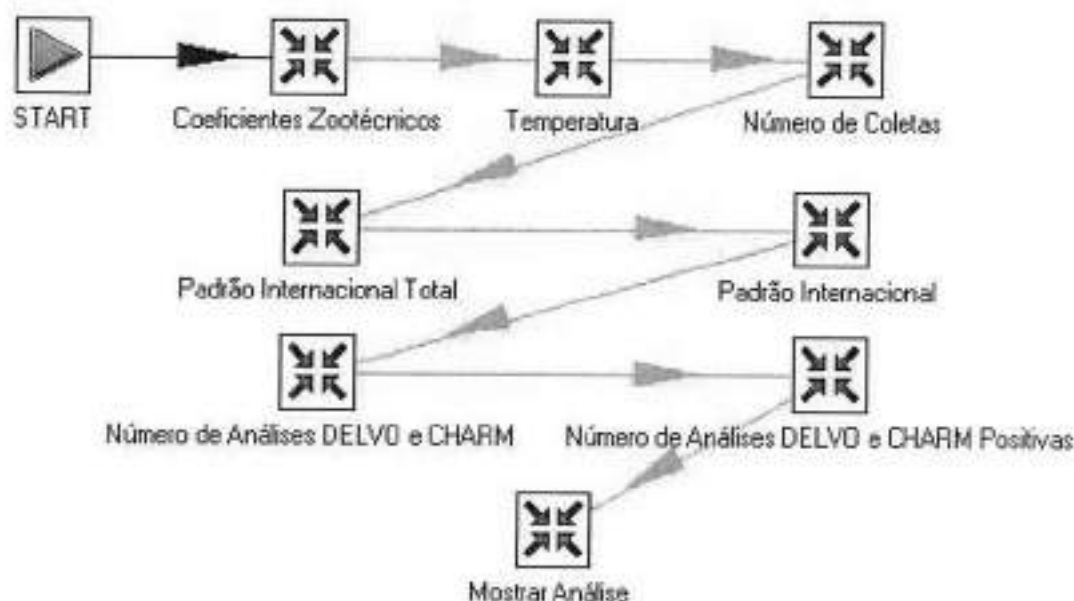 START
Coeficientes Zootécnicos
Temperatura
Número de Coletas
Padrão Internacional Total
Padrão Internacional
Número de Análises DELVO e CHARM
Número de Análises DELVO e CHARM Positivas
Mostrar Análise